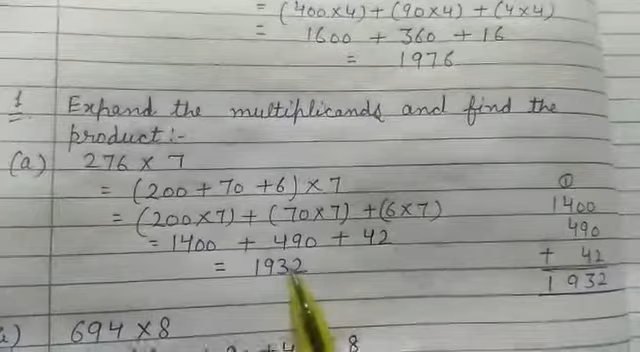 = (400×4) + (90×4) + (4×4)
= 1600 + 360 + 16
= 1976
1 Expand the multiplicands and find the
product:-
(a) 276 × 7
= (200 + 70 + 6) × 7
= (200×7) + (70×7) + (6×7)
= 1400 + 490 + 42
= 1932
1
1400
490
+ 42
1932
694 × 8